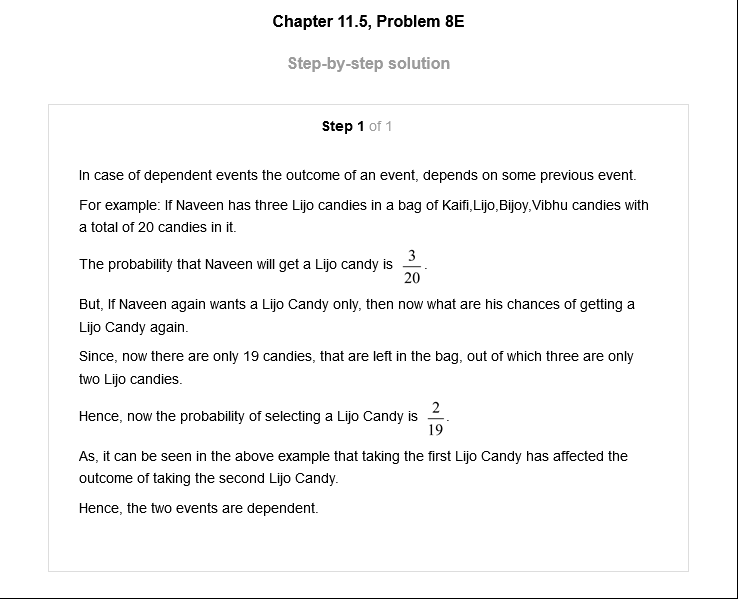 Chapter 11.5, Problem 8E
Step-by-step solution
Step 1 of 1
In case of dependent events the outcome of an event, depends on some previous event.
For example: If Naveen has three Lijo candies in a bag of Kaifi,Lijo,Bijoy,Vibhu candies with
a total of 20 candies in it.
The probability that Naveen will get a Lijo candy is 3/20.
But, If Naveen again wants a Lijo Candy only, then now what are his chances of getting a
Lijo Candy again.
Since, now there are only 19 candies, that are left in the bag, out of which three are only
two Lijo candies.
Hence, now the probability of selecting a Lijo Candy is 2/19.
As, it can be seen in the above example that taking the first Lijo Candy has affected the
outcome of taking the second Lijo Candy.
Hence, the two events are dependent.